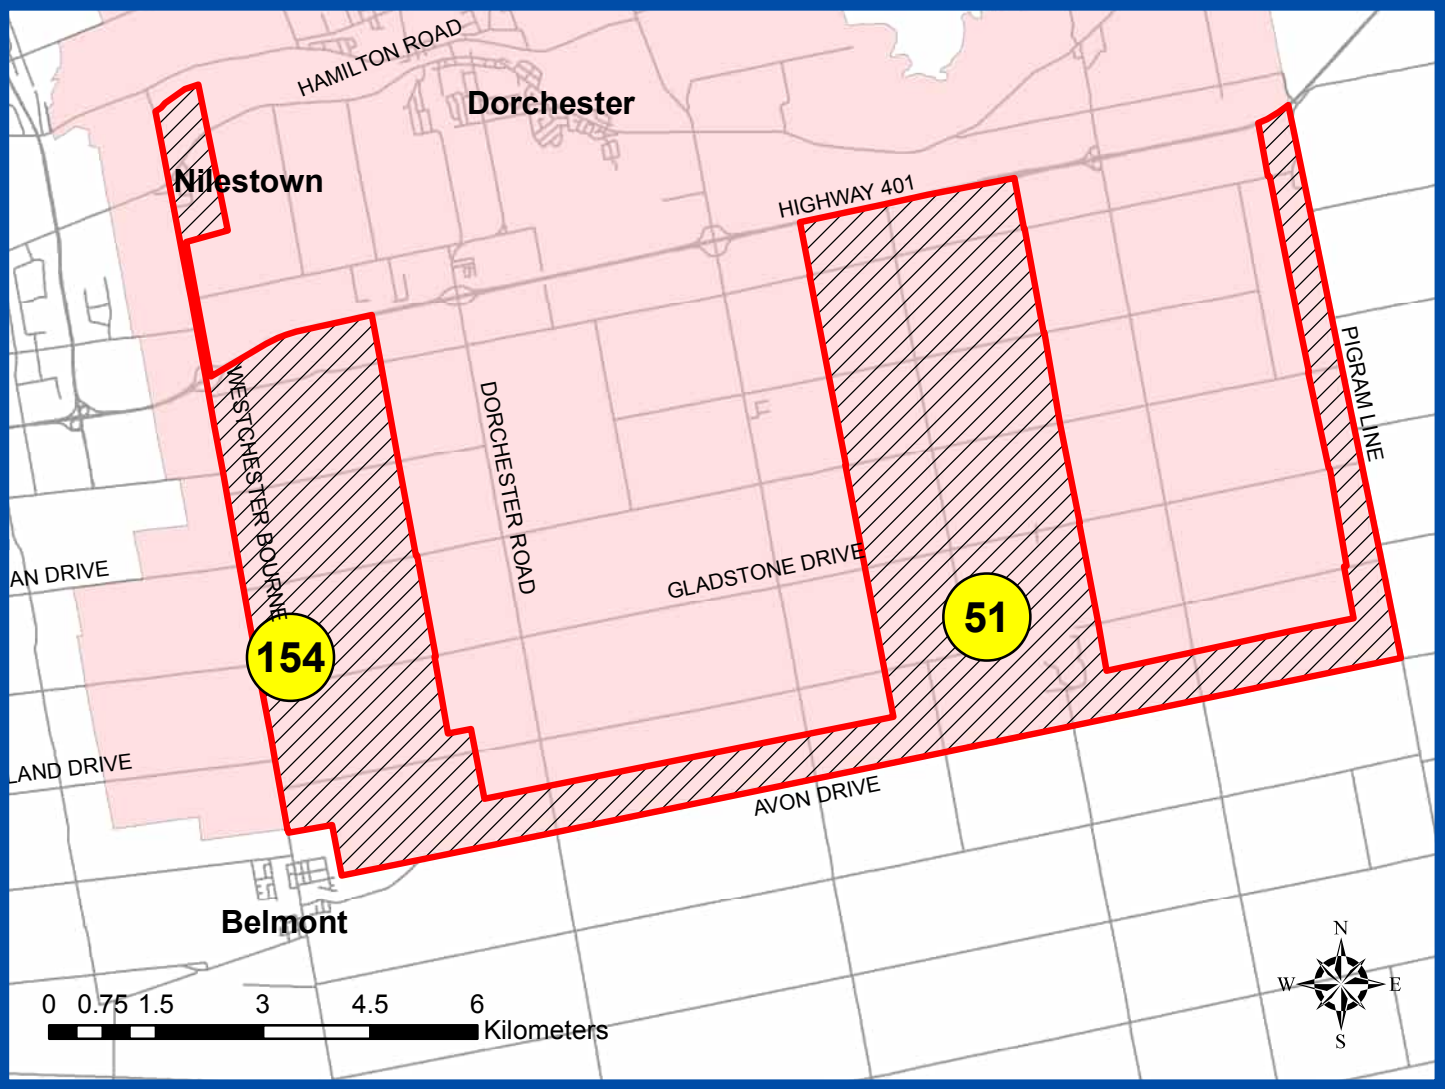 HAMILTON ROAD
Dorchester
Nilestown
HIGHWAY 401
PIGRAM LINE
WESTCHESTER BOURNE
DORCHESTER ROAD
GLADSTONE DRIVE
AN DRIVE
51
154
LAND DRIVE
AVON DRIVE
Belmont
N
W E
S
0 0.75 1.5 3 4.5 6
Kilometers